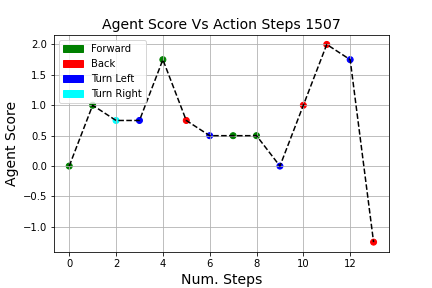 Agent Score Vs Action Steps 1507
Agent Score
2.0
1.5
1.0
0.5
0.0
−0.5
−1.0
Forward
Back
Turn Left
Turn Right
0 2 4 6 8 10 12
Num. Steps